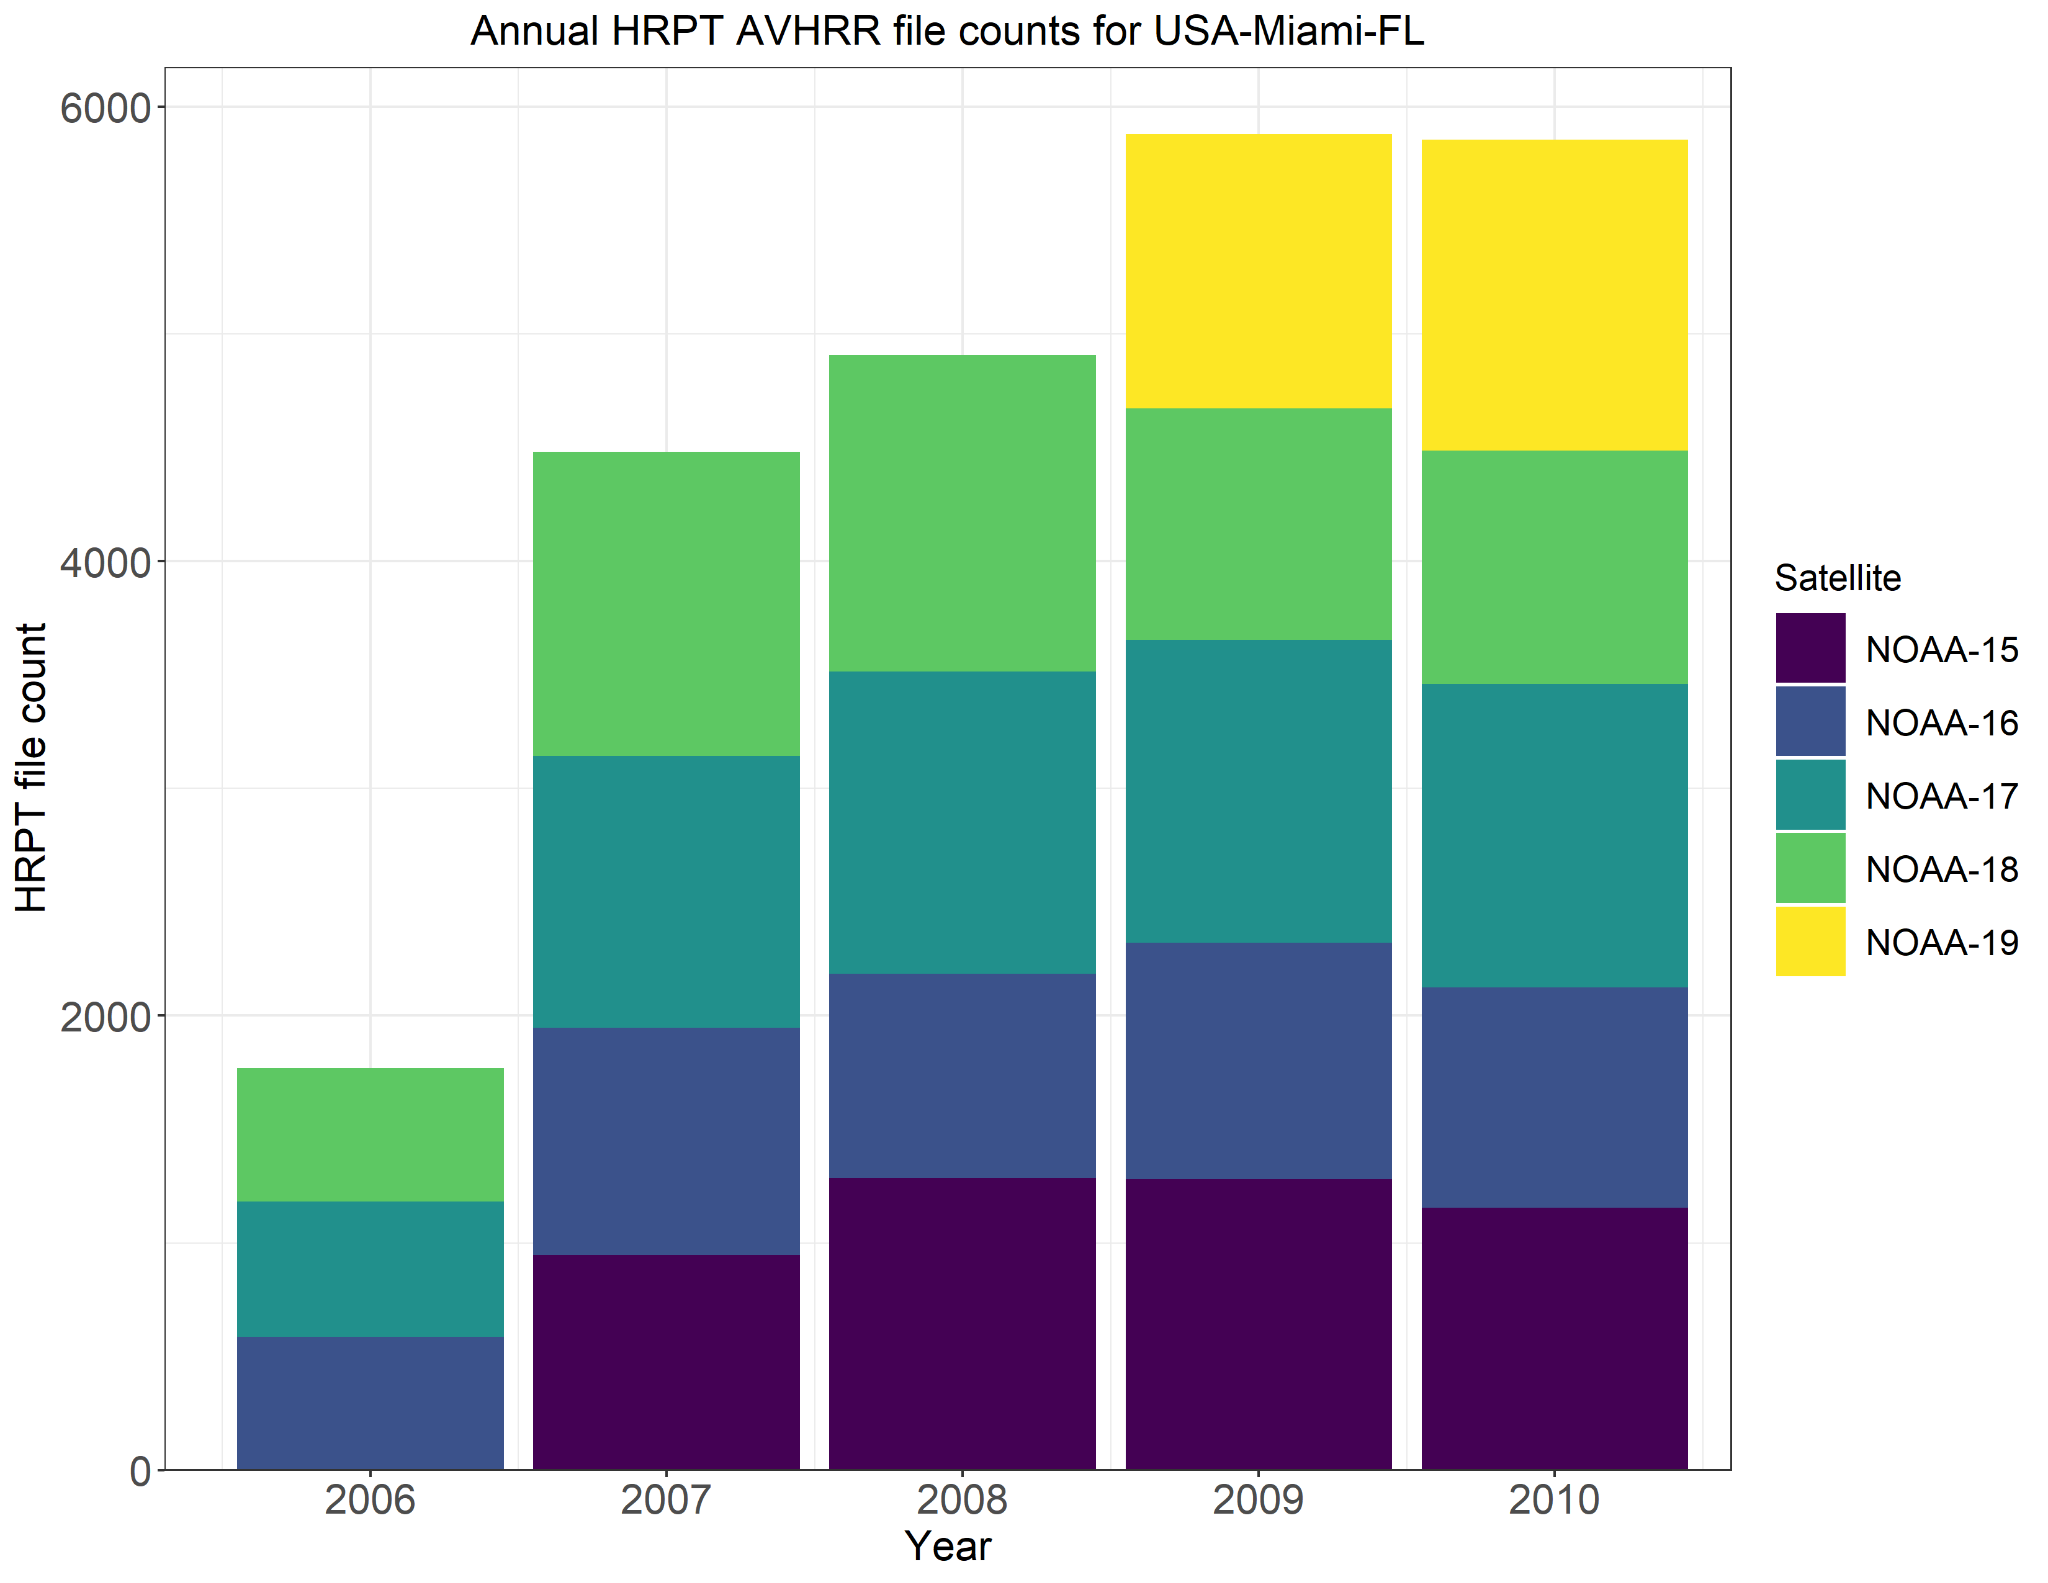 Annual HRPT AVHRR file counts for USA-Miami-FL
6000
4000
2000
0
HRPT file count
2006 2007 2008 2009 2010
Year
Satellite
NOAA-15
NOAA-16
NOAA-17
NOAA-18
NOAA-19